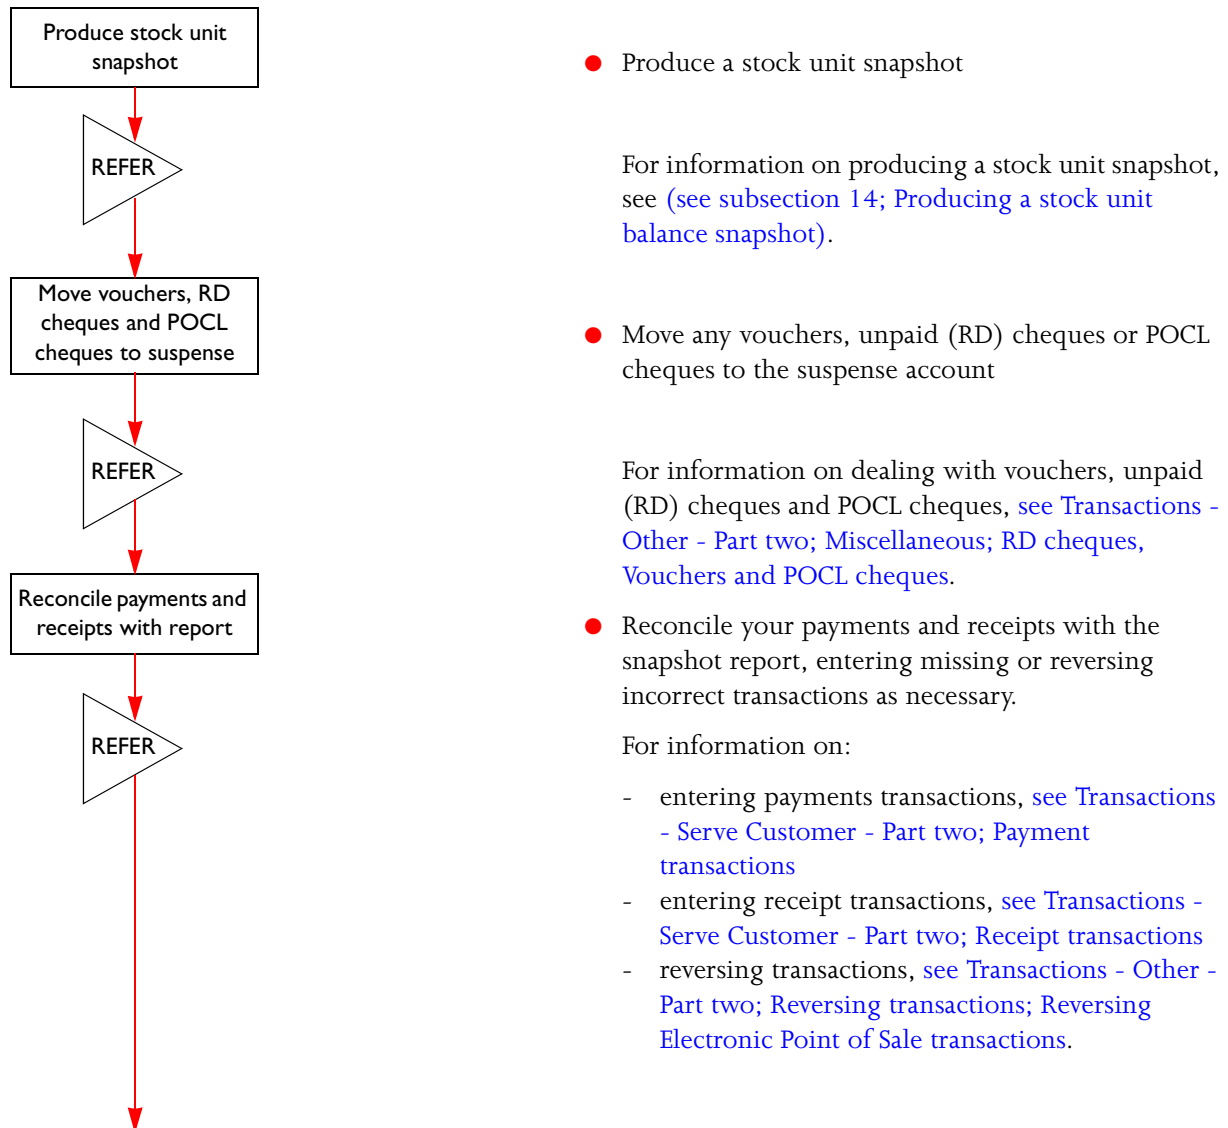 Produce stock unit
snapshot
● Produce a stock unit snapshot
REFER
For information on producing a stock unit snapshot,
see (see subsection 14; Producing a stock unit
balance snapshot).
Move vouchers, RD
cheques and POCL
cheques to suspense
● Move any vouchers, unpaid (RD) cheques or POCL
cheques to the suspense account
REFER
For information on dealing with vouchers, unpaid
(RD) cheques and POCL cheques, see Transactions -
Other - Part two; Miscellaneous; RD cheques,
Vouchers and POCL cheques.
Reconcile payments and
receipts with report
● Reconcile your payments and receipts with the
snapshot report, entering missing or reversing
incorrect transactions as necessary.
REFER
For information on:
- entering payments transactions, see Transactions
- Serve Customer - Part two; Payment
transactions
- entering receipt transactions, see Transactions -
Serve Customer - Part two; Receipt transactions
- reversing transactions, see Transactions - Other -
Part two; Reversing transactions; Reversing
Electronic Point of Sale transactions.